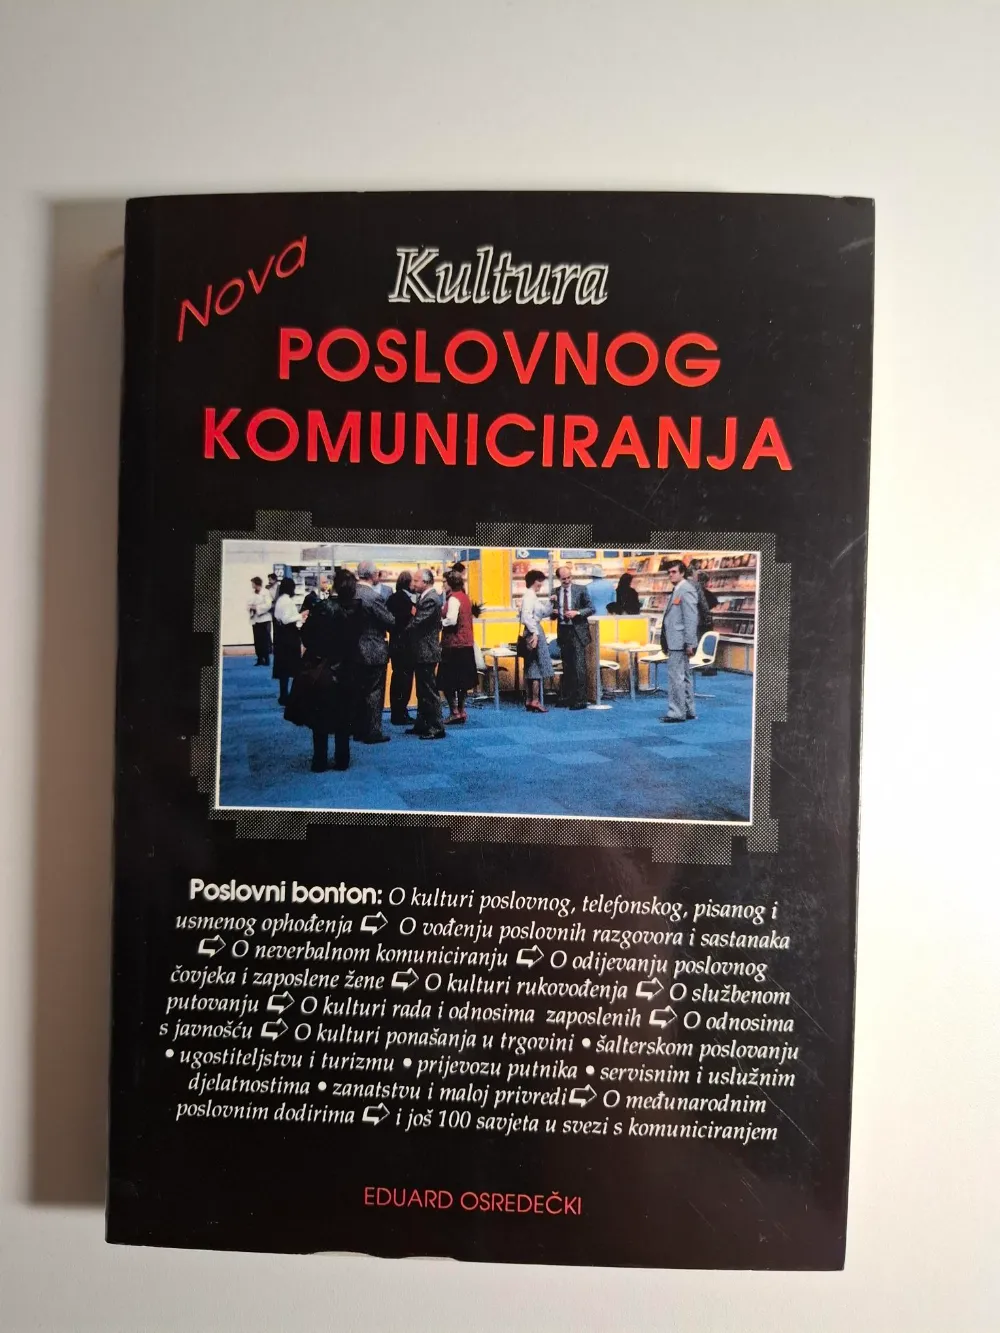 Nova
Kultura
POSLOVNOG
KOMUNICIRANJA
Poslovni bonton: O kulturi poslovnog, telefonskog, pisanog i
usmenog ophođenja ➪ O vođenju poslovnih razgovora i sastanaka
➪ O neverbalnom komuniciranju ➪ O odijevanju poslovnog
čovjeka i zaposlene žene ➪ O kulturi rukovođenja ➪ O službenom
putovanju ➪ O kulturi rada i odnosima zaposlenih ➪ O odnosima
s javnošću ➪ O kulturi ponašanja u trgovini • šalterskom poslovanju
• ugostiteljstvu i turizmu • prijevozu putnika • servisnim i uslužnim
djelatnostima • zanatstvu i maloj privredi ➪ O međunarodnim
poslovnim dodirima ➪ i još 100 savjeta u svezi s komuniciranjem
EDUARD OSREDEČKI